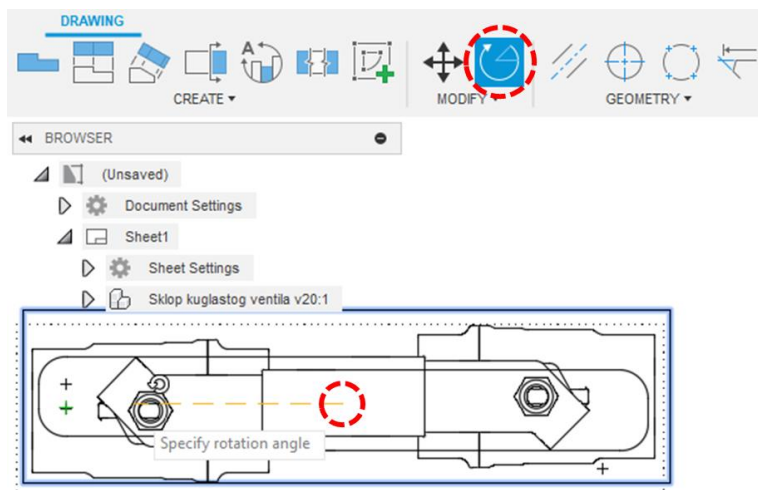 DRAWING
A
CREATE ▾
MODIFY ▾
GEOMETRY ▾
BROWSER
(Unsaved)
Document Settings
Sheet1
Sheet Settings
Sklop kuglastog ventila v20:1
Specify rotation angle